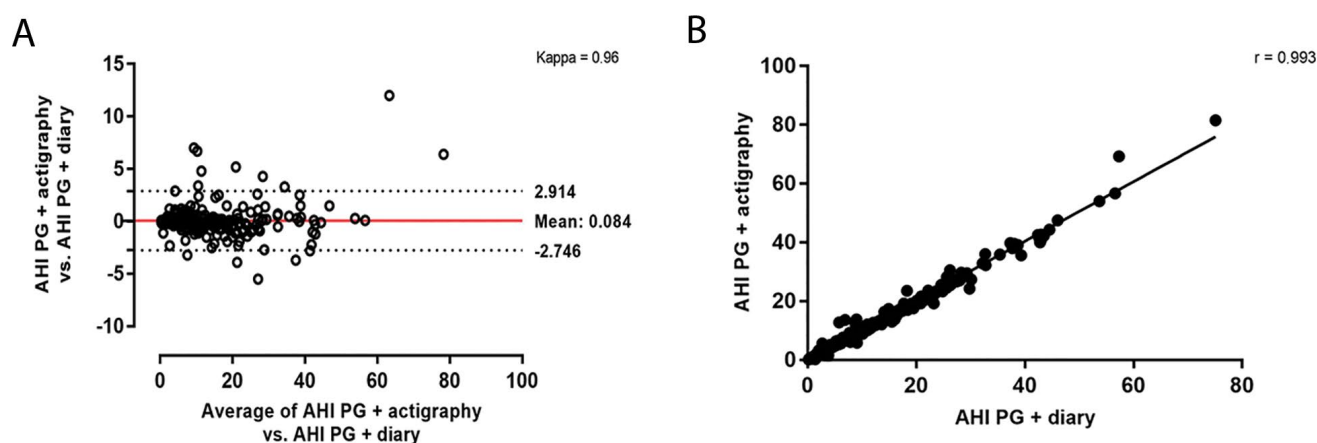 A
Kappa = 0.96
AHI PG + actigraphy
vs. AHI PG + diary
15
10
5
0
-5
-10
2.914
Mean: 0.084
-2.746
0 20 40 60 80 100
Average of AHI PG + actigraphy
vs. AHI PG + diary
B
r = 0.993
AHI PG + actigraphy
100
80
60
40
20
0
0 20 40 60 80
AHI PG + diary